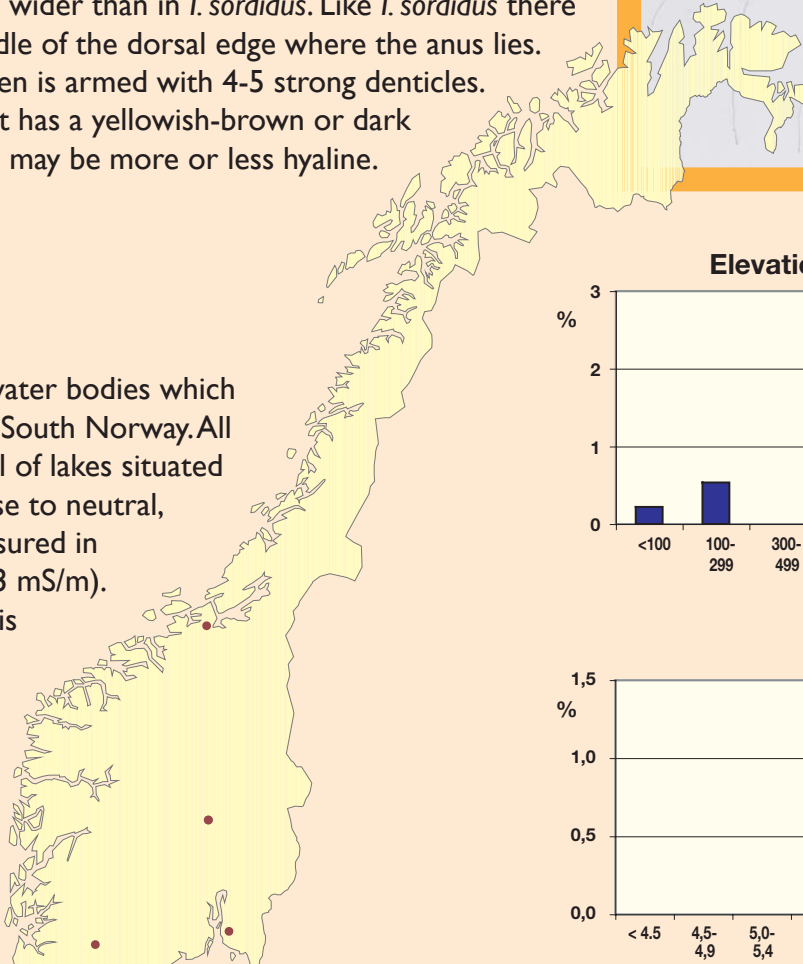 wider than in I. sordidus. Like I. sordidus there
dle of the dorsal edge where the anus lies.
en is armed with 4-5 strong denticles.
t has a yellowish-brown or dark
may be more or less hyaline.
vater bodies which
South Norway. All
l of lakes situated
se to neutral,
sured in
3 mS/m).
is
Elevatio
%
3
2
1
0
<100 100- 300-
299 499
%
1,5
1,0
0,5
0,0
< 4.5 4,5- 5,0-
4,9 5,4